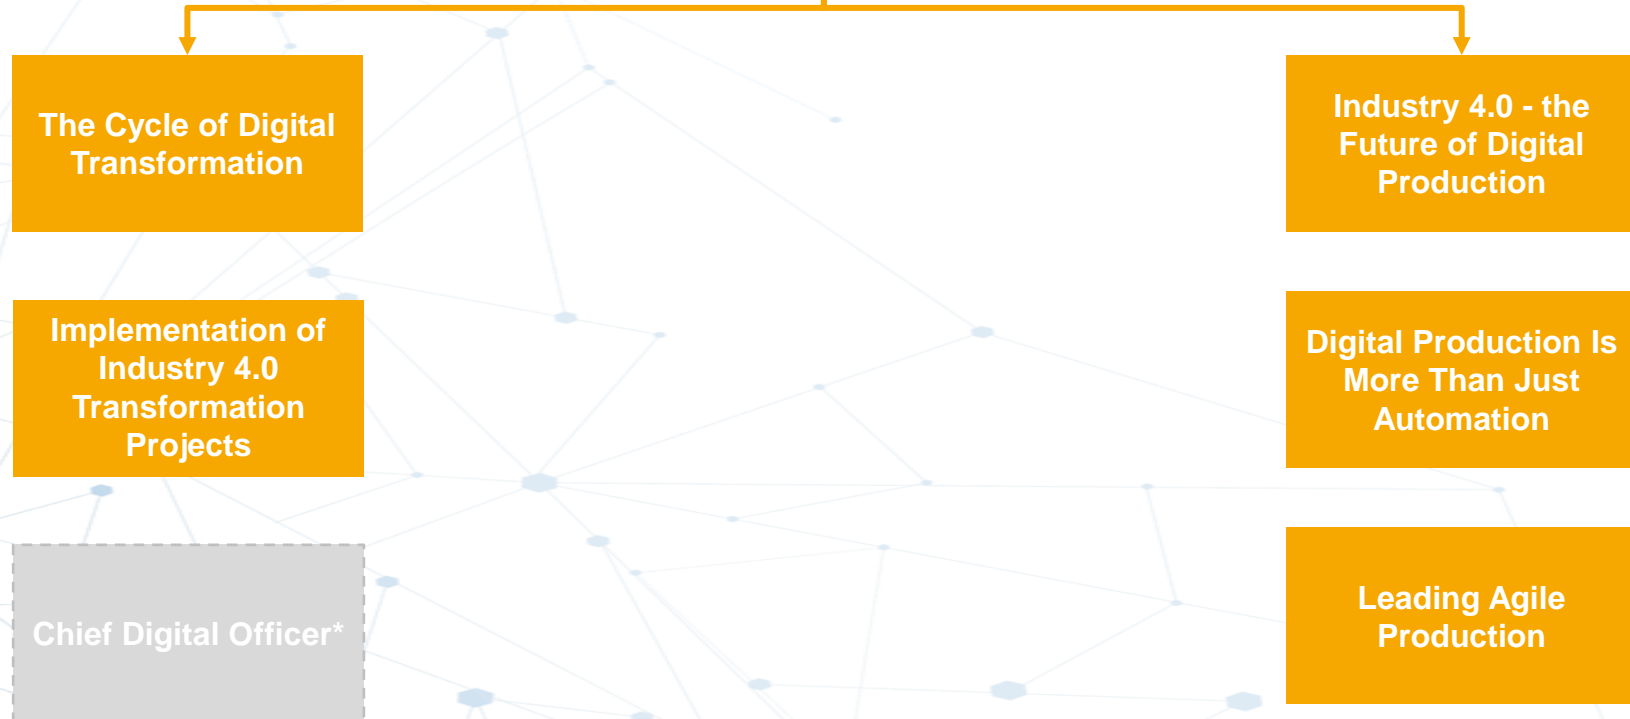 The Cycle of Digital
Transformation
Industry 4.0 - the
Future of Digital
Production
Implementation of
Industry 4.0
Transformation
Projects
Digital Production Is
More Than Just
Automation
Chief Digital Officer*
Leading Agile
Production